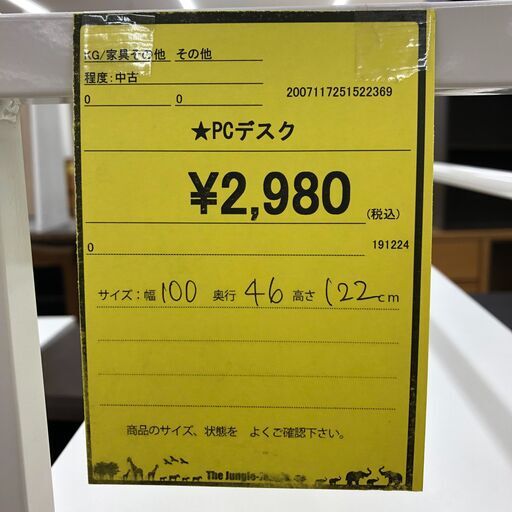 KG/家具その他 その他
程度:中古
0 0 2007117251522369
★PCデスク
¥2,980 (税込)
0 191224
サイズ:幅 100 奥行 46 高さ 122 cm
商品のサイズ、状態を よくご確認下さい。
The Jungle